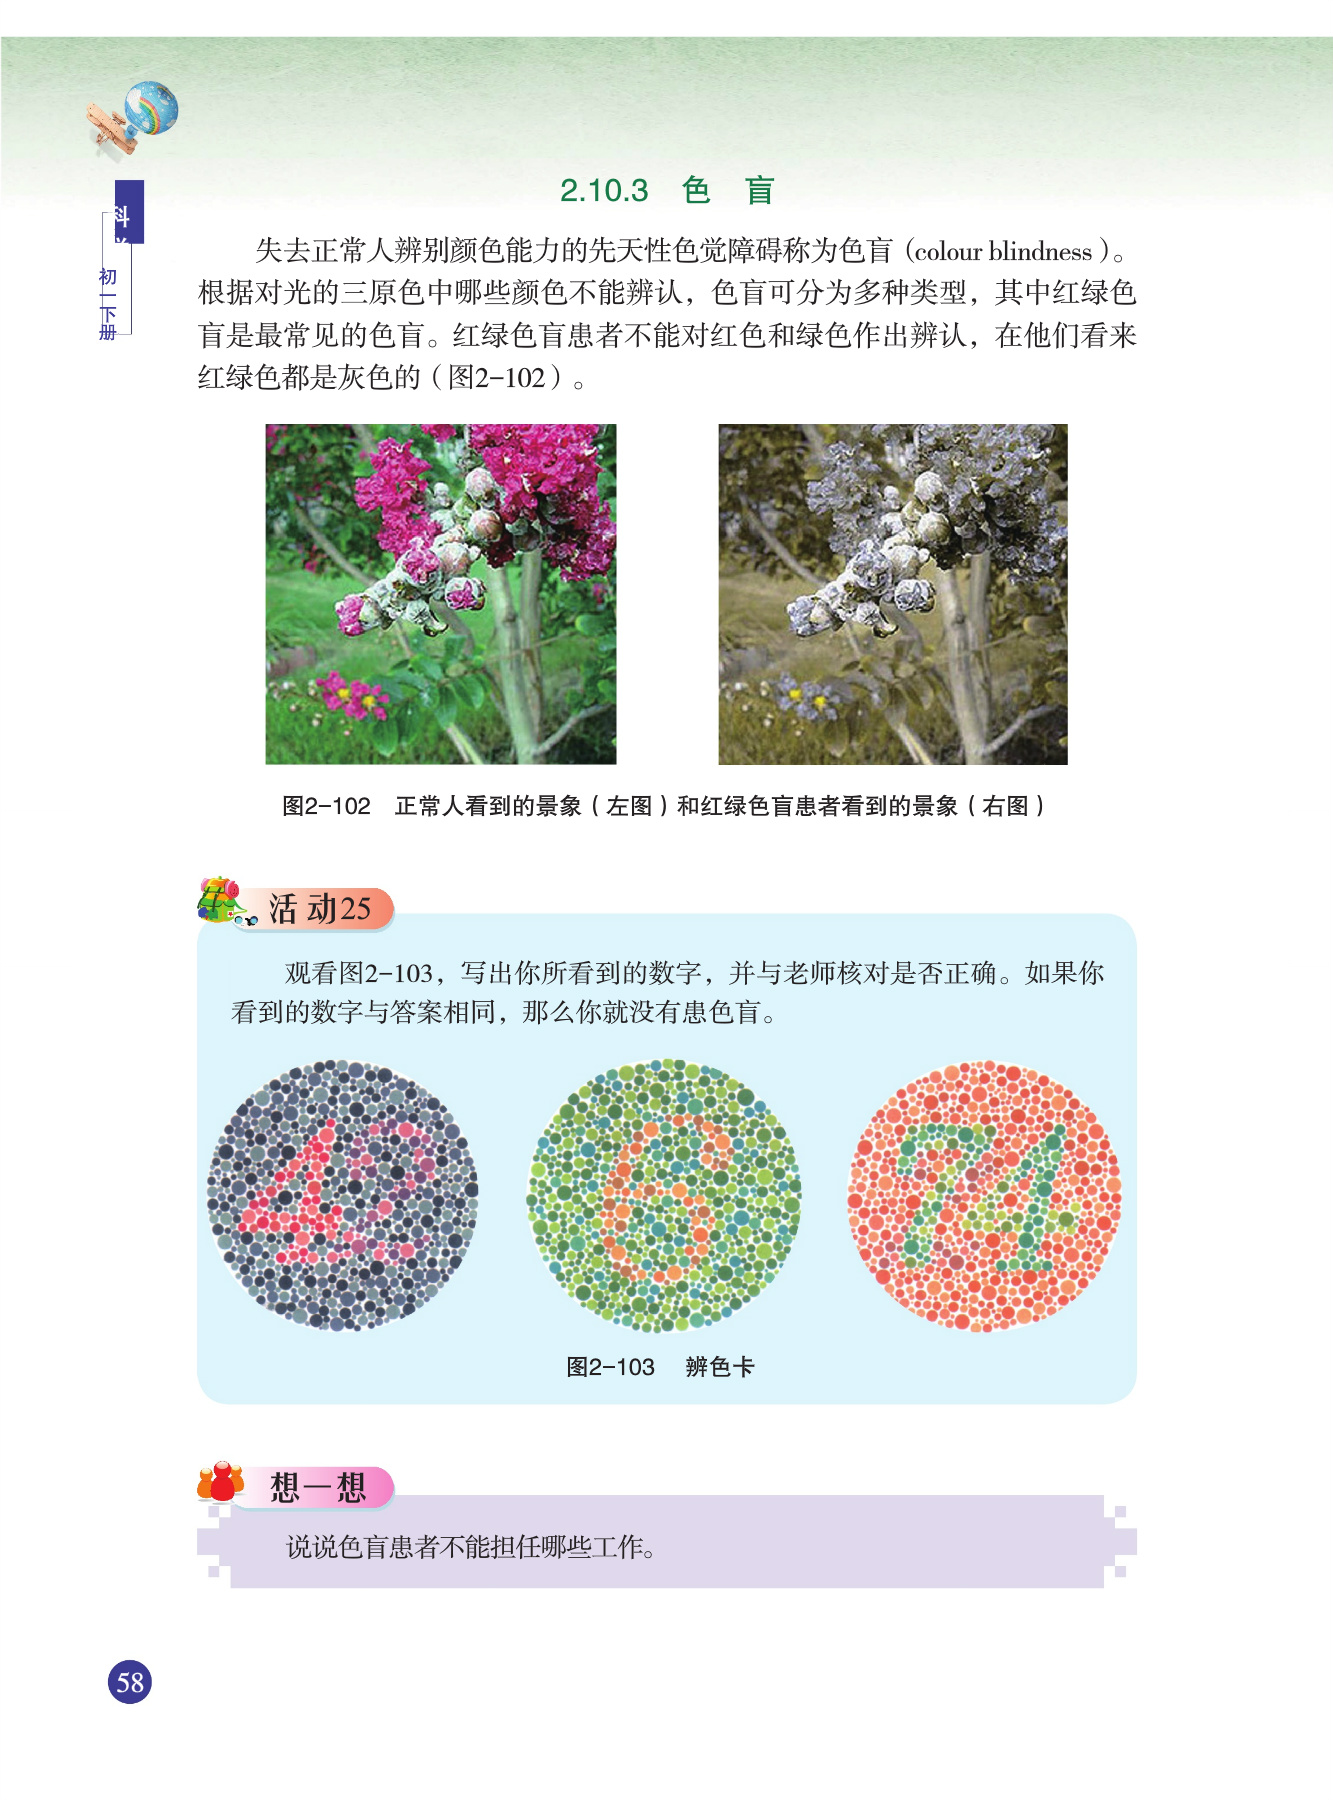 科
初一下册
2.10.3 色 盲
失去正常人辨别颜色能力的先天性色觉障碍称为色盲（colour blindness）。
根据对光的三原色中哪些颜色不能辨认，色盲可分为多种类型，其中红绿色
盲是最常见的色盲。红绿色盲患者不能对红色和绿色作出辨认，在他们看来
红绿色都是灰色的（图2-102）。
图2-102 正常人看到的景象（左图）和红绿色盲患者看到的景象（右图）
活动25
观看图2-103，写出你所看到的数字，并与老师核对是否正确。如果你
看到的数字与答案相同，那么你就没有患色盲。
42 6 74
图2-103 辨色卡
想一想
说说色盲患者不能担任哪些工作。
58